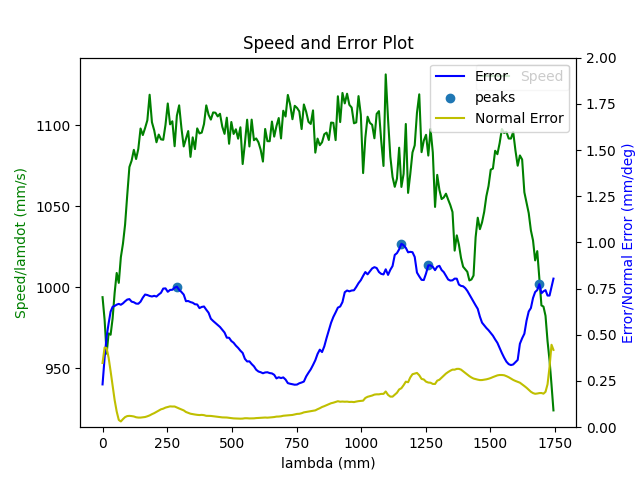 Speed and Error Plot
Speed
Error
peaks
Normal Error
Speed/lamdot (mm/s)
1100
1050
1000
950
2.00
1.75
1.50
1.25
1.00
0.75
0.50
0.25
0.00
Error/Normal Error (mm/deg)
0 250 500 750 1000 1250 1500 1750
lambda (mm)